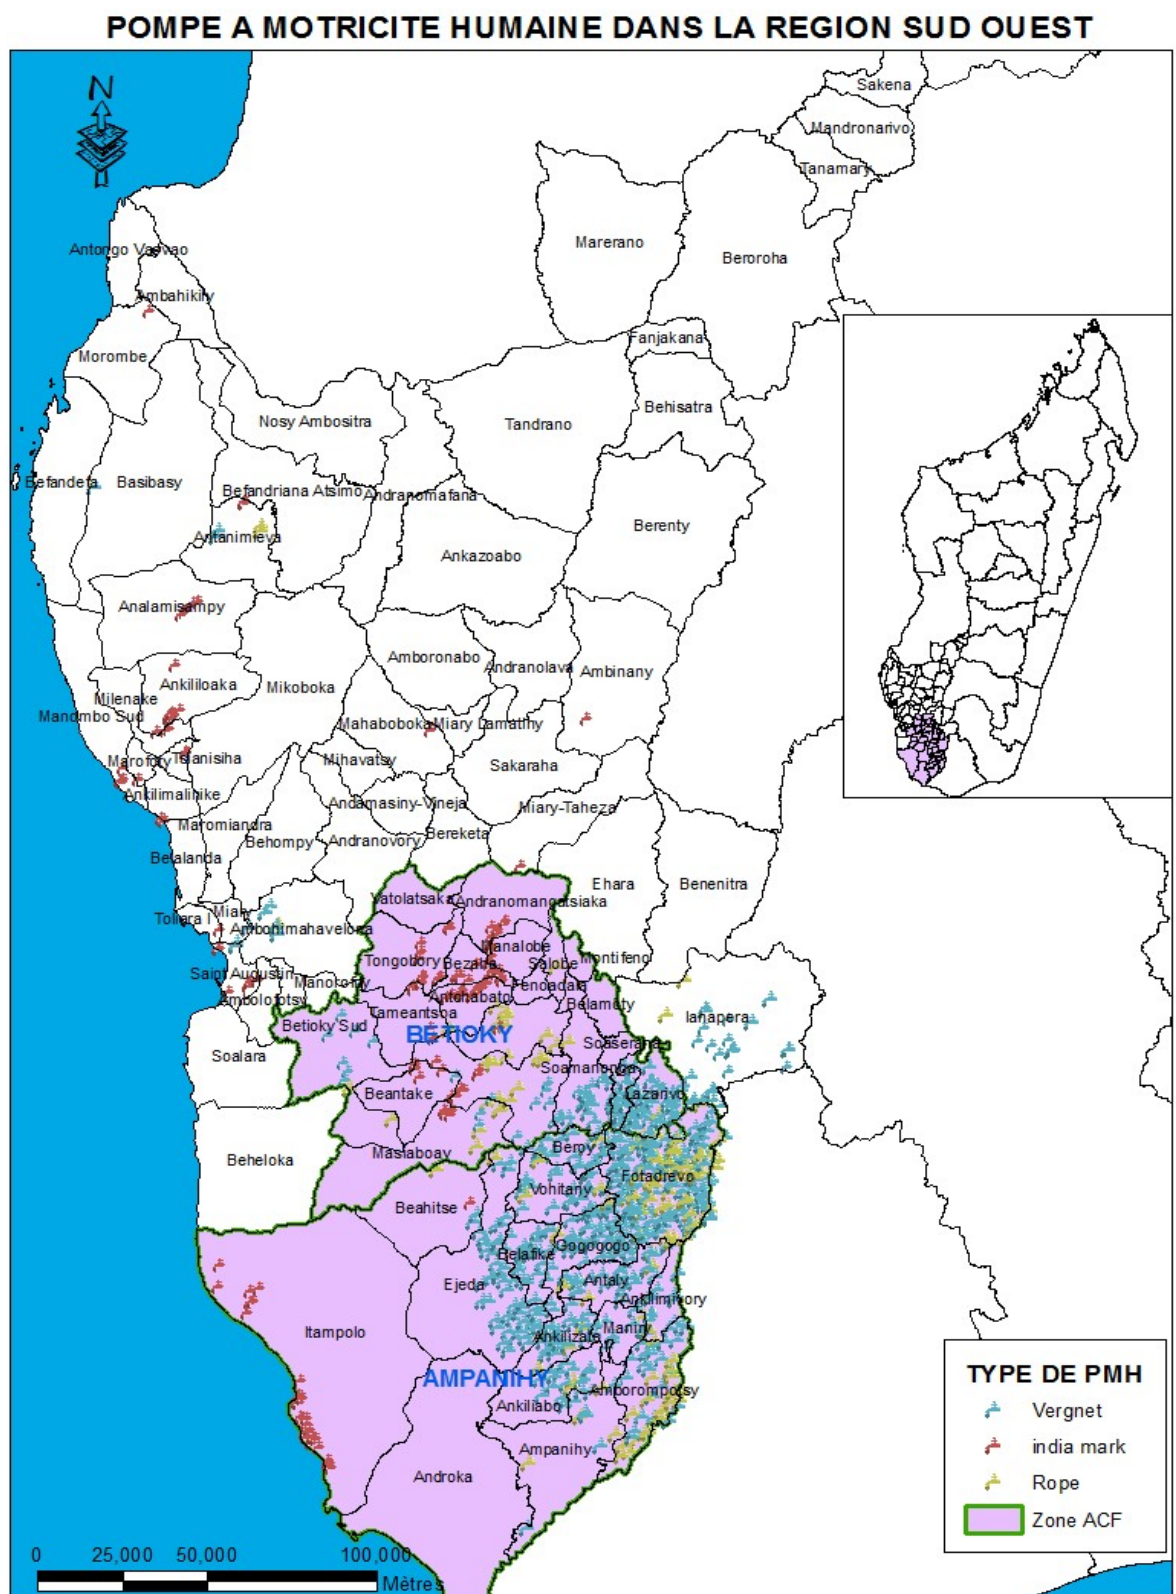 POMPE A MOTRICITE HUMAINE DANS LA REGION SUD OUEST
N
Sakena
Mandronarivo
Tanamary
Marerano
Antongo Vaovao
Beroroha
Ambahikily
Fanjakana
Morombe
Behisatra
Nosy Ambositra
Tandrano
Befandefa
Basibasy
Befandriana Atsimo
Andranomafana
Berenty
Antanimieva
Ankazoabo
Analamisampy
Amboronabo
Andranolava
Ambinany
Ankililoaka
Mikoboka
Milenake
Manombo Sud
Mahaboboka
Miary Lamatihy
Marofoty
Tsianisiha
Mihavatsy
Sakaraha
Ankilimalinike
Andamasiny-Vineja
Miary-Taheza
Maromiandra
Behompy
Andranovory
Bereketa
Belalanda
Ehara
Benenitra
Vatolatsaka
Andranomangatsiaka
Toliara I
Miary
Ambohimahavelona
Manalobe
Tongobory
Bezaha
Salobe
Montifeno
Saint Augustin
Manorofify
Fenoadala
Ambolofotsy
Antohabato
Belamoty
Tameantsoa
Betioky Sud
BETIOKY
Ianapera
Soalara
Soaserana
Soamanonga
Beantake
Lazarivo
Beheloka
Masiaboay
Beroy
Fotadrevo
Vohitany
Beahitse
Belafike
Gogogogo
Ejeda
Antaly
Ankilimivory
Itampolo
Ankilizato
Maniry
AMPANIHY
Amborompotsy
Ankiliabo
Ampanihy
Androka
TYPE DE PMH
Vergnet
india mark
Rope
Zone ACF
0 25,000 50,000 100,000
Mètres